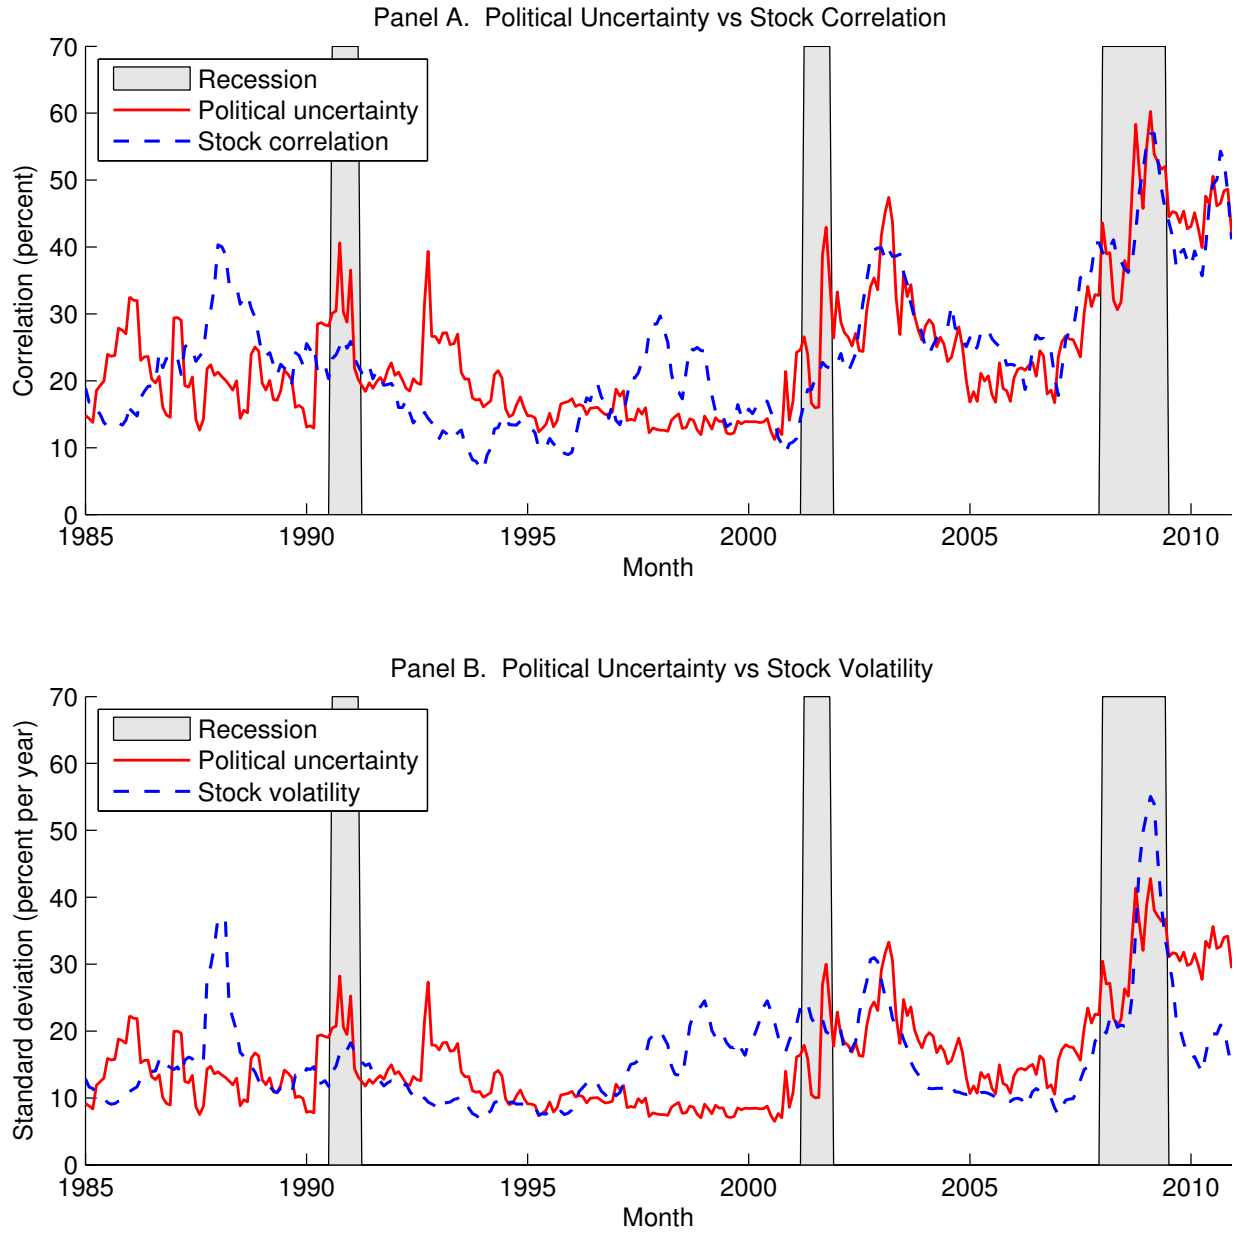 Panel A.  Political Uncertainty vs Stock Correlation
70
60
50
40
30
20
10
0
Correlation (percent)
Recession
Political uncertainty
Stock correlation
1985 1990 1995 2000 2005 2010
Month
Panel B.  Political Uncertainty vs Stock Volatility
70
60
50
40
30
20
10
0
Standard deviation (percent per year)
Recession
Political uncertainty
Stock volatility
1985 1990 1995 2000 2005 2010
Month